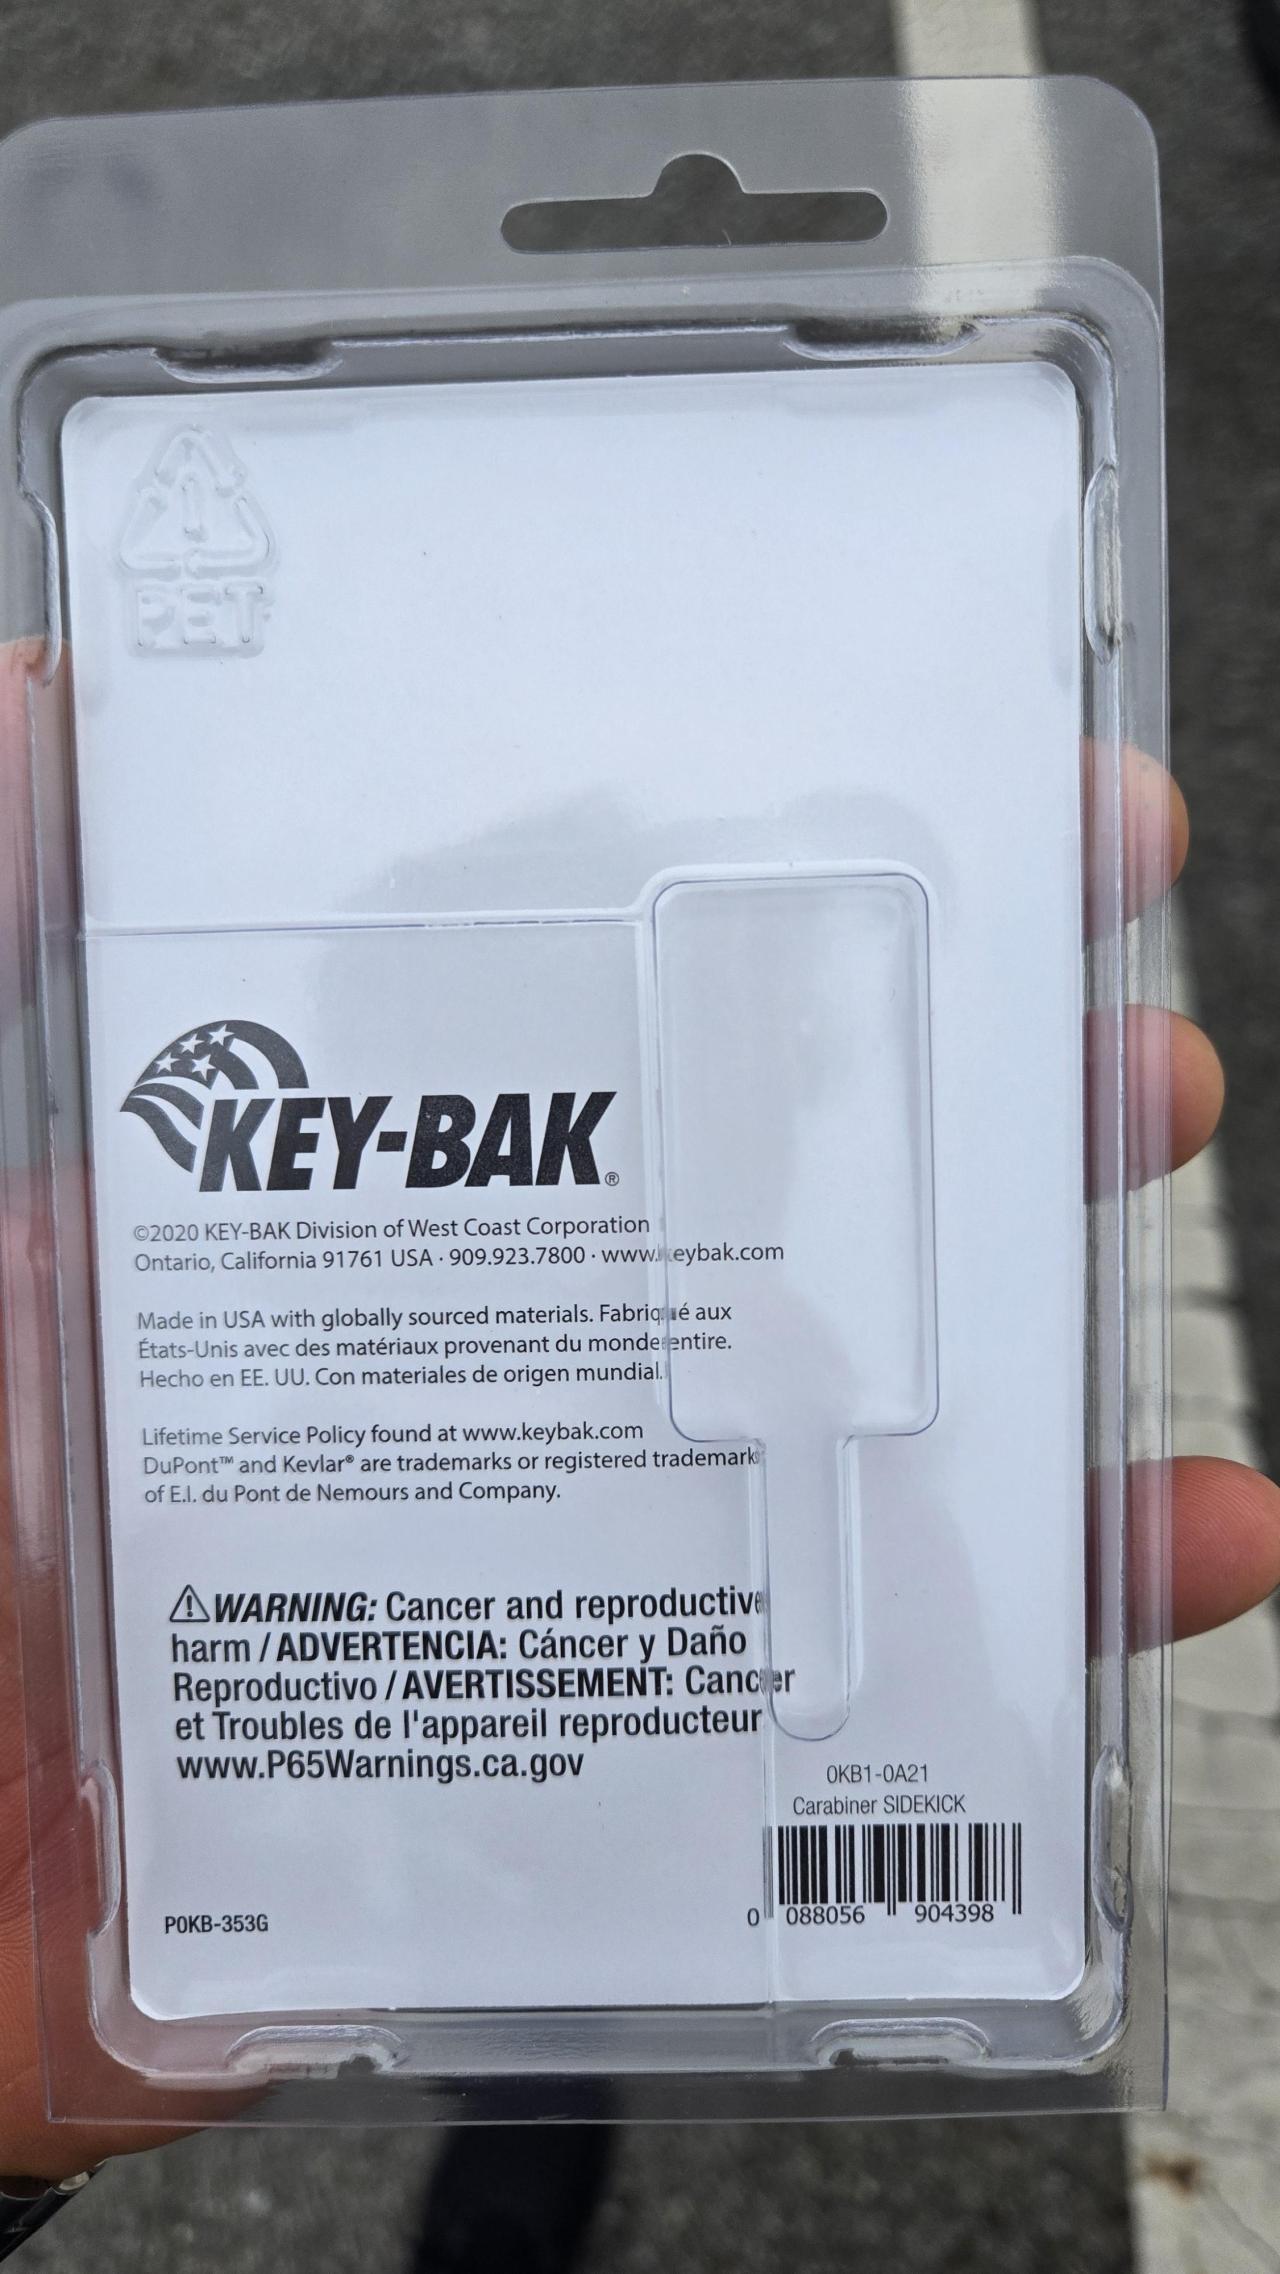 1
PET
KEY-BAK®
©2020 KEY-BAK Division of West Coast Corporation
Ontario, California 91761 USA · 909.923.7800 · www.keybak.com
Made in USA with globally sourced materials. Fabriqué aux
États-Unis avec des matériaux provenant du monde entire.
Hecho en EE. UU. Con materiales de origen mundial.
Lifetime Service Policy found at www.keybak.com
DuPont™ and Kevlar® are trademarks or registered trademarks
of E.I. du Pont de Nemours and Company.
⚠WARNING: Cancer and reproductive
harm / ADVERTENCIA: Cáncer y Daño
Reproductivo / AVERTISSEMENT: Cancer
et Troubles de l'appareil reproducteur
www.P65Warnings.ca.gov
0KB1-0A21
Carabiner SIDEKICK
0 088056 904398
P0KB-353G